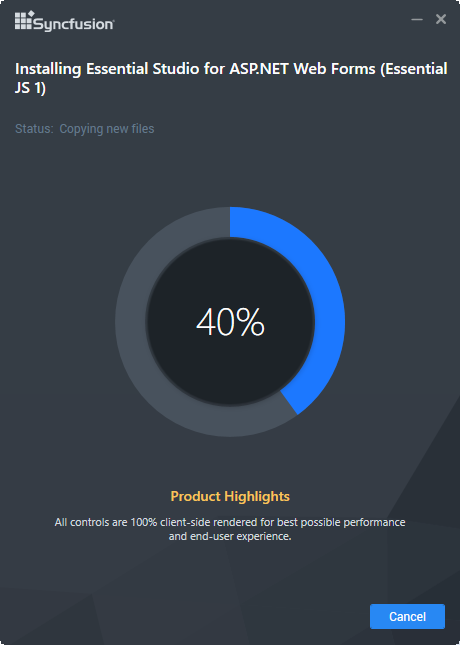 Syncfusion
Installing Essential Studio for ASP.NET Web Forms (Essential
JS 1)
Status: Copying new files
40%
Product Highlights
All controls are 100% client-side rendered for best possible performance
and end-user experience.
Cancel